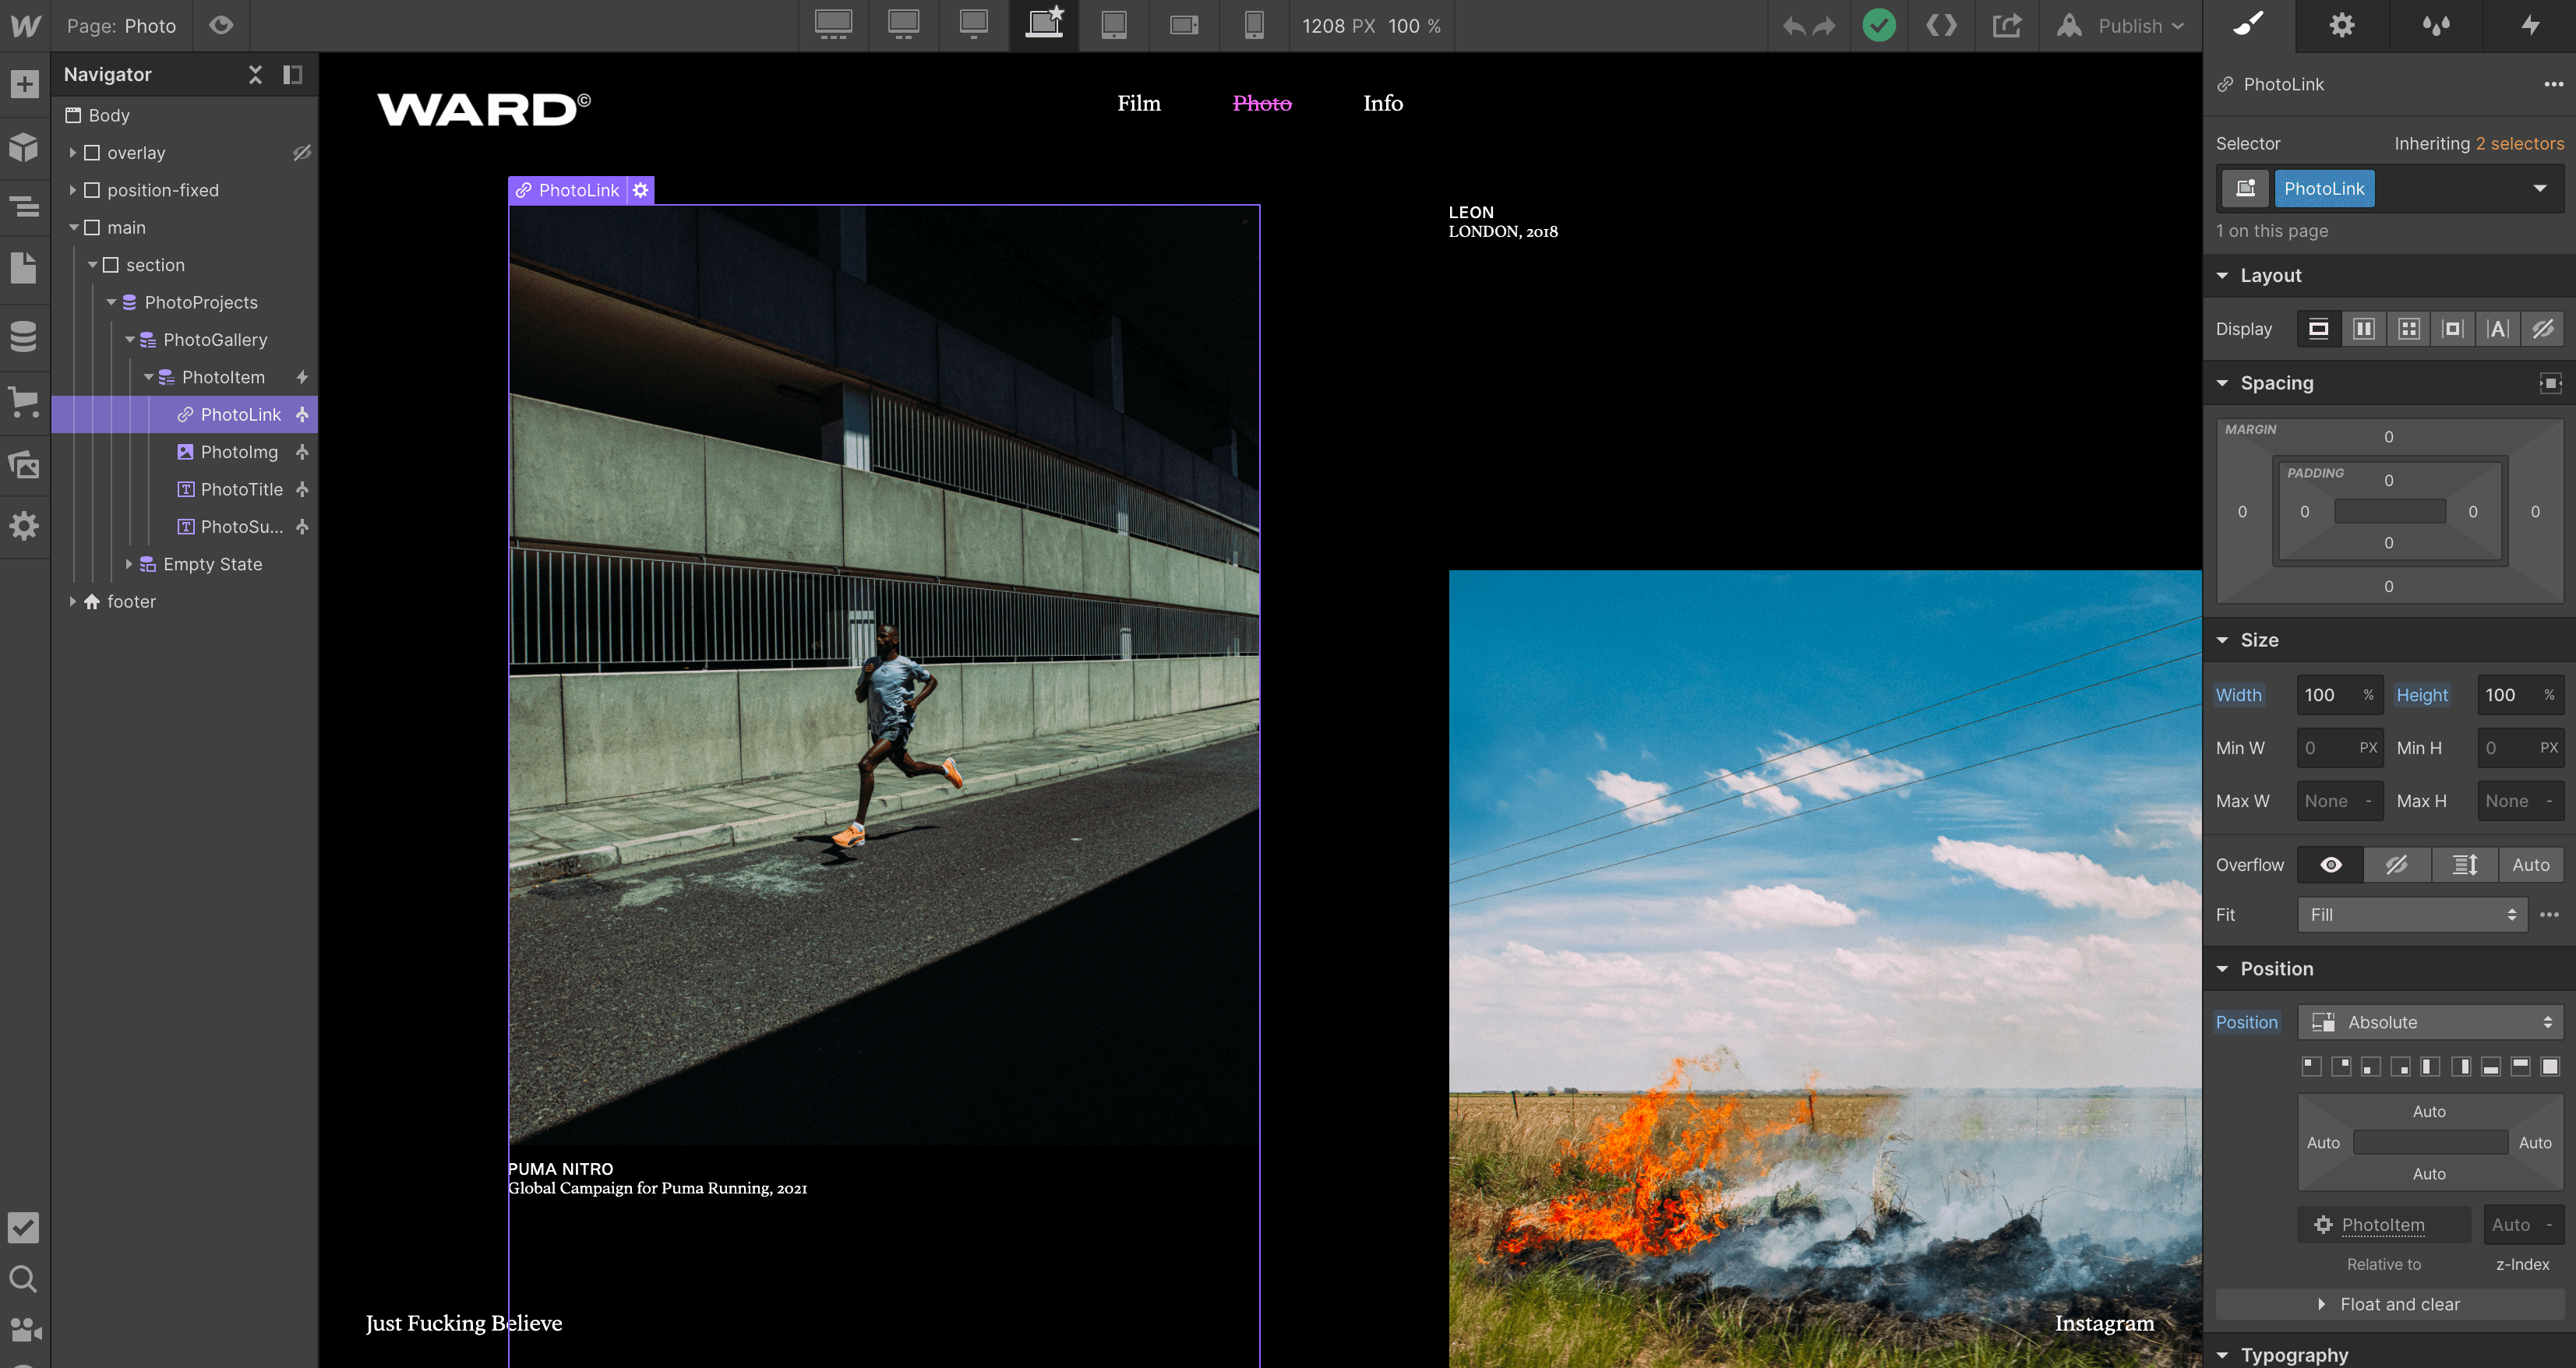 Page: Photo
1208 PX 100 %
Publish
Navigator
Body
overlay
position-fixed
main
section
PhotoProjects
PhotoGallery
PhotoItem
PhotoLink
PhotoImg
PhotoTitle
PhotoSu...
Empty State
footer
WARD©
Film
Photo
Info
PhotoLink
LEON
LONDON, 2018
PUMA NITRO
Global Campaign for Puma Running, 2021
Just Fucking Believe
Instagram
PhotoLink
Selector
Inheriting 2 selectors
PhotoLink
1 on this page
Layout
Display
Spacing
MARGIN
0
PADDING
0
0 0 0 0
0
0
Size
Width 100 % Height 100 %
Min W 0 PX Min H 0 PX
Max W None - Max H None -
Overflow Auto
Fit Fill
Position
Position Absolute
Auto
Auto Auto
Auto
PhotoItem Auto -
Relative to z-Index
Float and clear
Typography